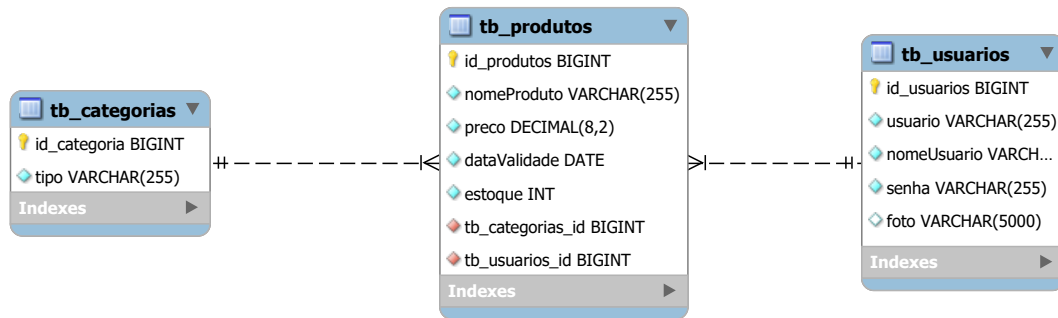 tb_categorias
id_categoria BIGINT
tipo VARCHAR(255)
Indexes
tb_produtos
id_produtos BIGINT
nomeProduto VARCHAR(255)
preco DECIMAL(8,2)
dataValidade DATE
estoque INT
tb_categorias_id BIGINT
tb_usuarios_id BIGINT
Indexes
tb_usuarios
id_usuarios BIGINT
usuario VARCHAR(255)
nomeUsuario VARCH...
senha VARCHAR(255)
foto VARCHAR(5000)
Indexes